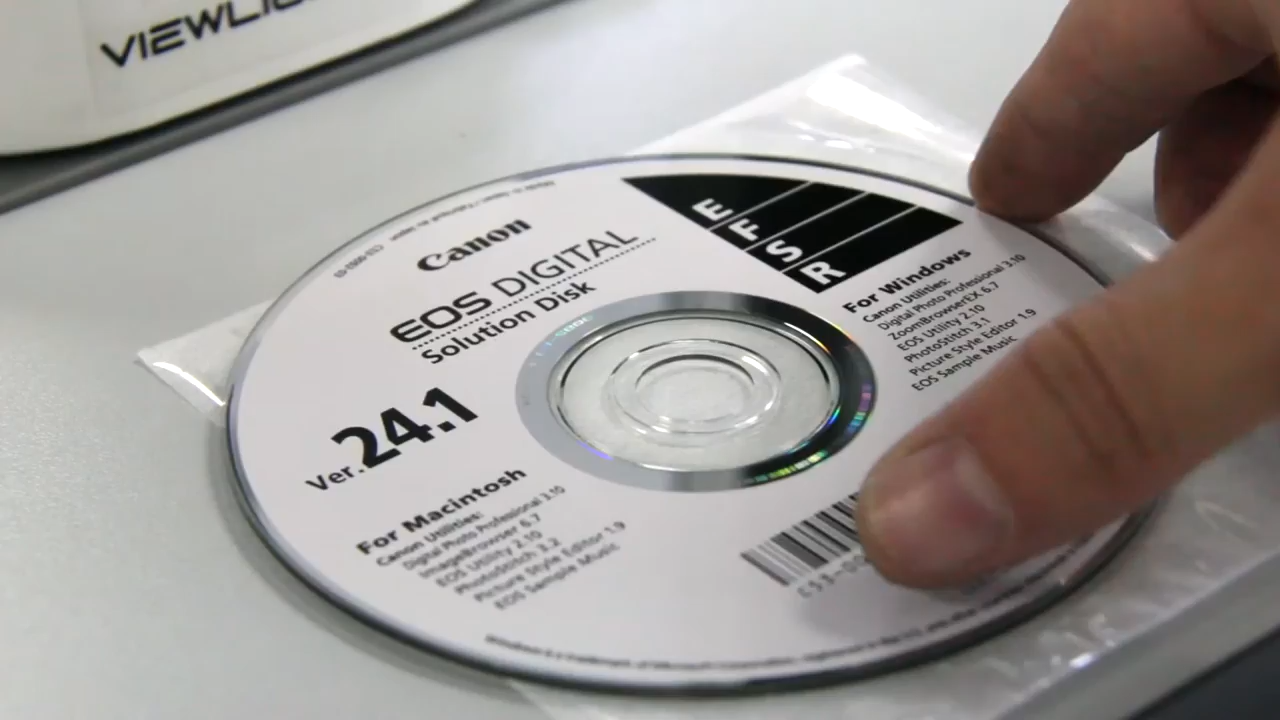 Canon
EOS DIGITAL
Solution Disk
Ver.24.1
E
F
S
R
For Windows
Canon Utilities:
Digital Photo Professional 3.10
ZoomBrowserEX 6.7
EOS Utility 2.10
PhotoStitch 3.1
Picture Style Editor 1.9
EOS Sample Music
For Macintosh
Canon Utilities:
Digital Photo Professional 3.10
ImageBrowser 6.7
EOS Utility 2.10
PhotoStitch 3.2
Picture Style Editor 1.9
EOS Sample Music